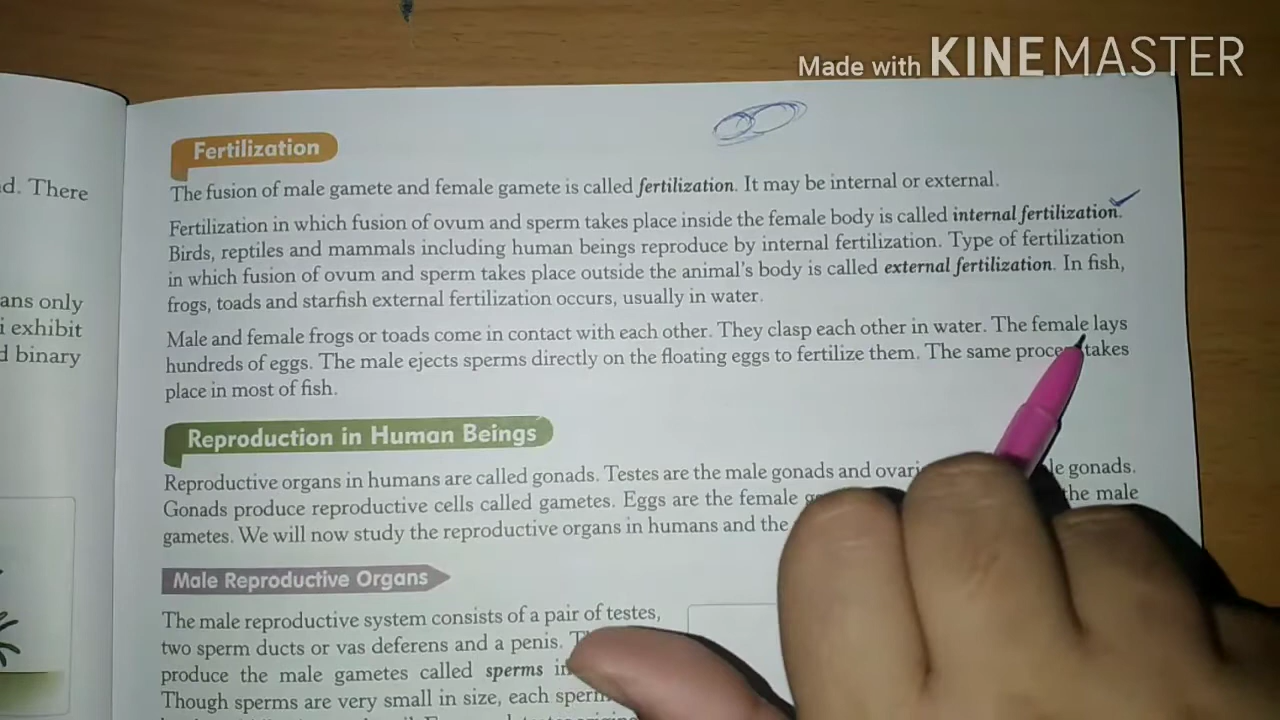 Made with KINEMASTER
Fertilization
The fusion of male gamete and female gamete is called fertilization. It may be internal or external.
Fertilization in which fusion of ovum and sperm takes place inside the female body is called internal fertilization.
Birds, reptiles and mammals including human beings reproduce by internal fertilization. Type of fertilization
in which fusion of ovum and sperm takes place outside the animal's body is called external fertilization. In fish,
frogs, toads and starfish external fertilization occurs, usually in water.
Male and female frogs or toads come in contact with each other. They clasp each other in water. The female lays
hundreds of eggs. The male ejects sperms directly on the floating eggs to fertilize them. The same takes
place in most of fish.
Reproduction in Human Beings
Reproductive organs in humans are called gonads. Testes are the male gonads and gonads.
Gonads produce reproductive cells called gametes. Eggs are the female the male
gametes. We will now study the reproductive organs in humans and the
Male Reproductive Organs
The male reproductive system consists of a pair of testes,
two sperm ducts or vas deferens and a penis.
produce the male gametes called sperms
Though sperms are very small in size, each
d. There
ans only
i exhibit
d binary